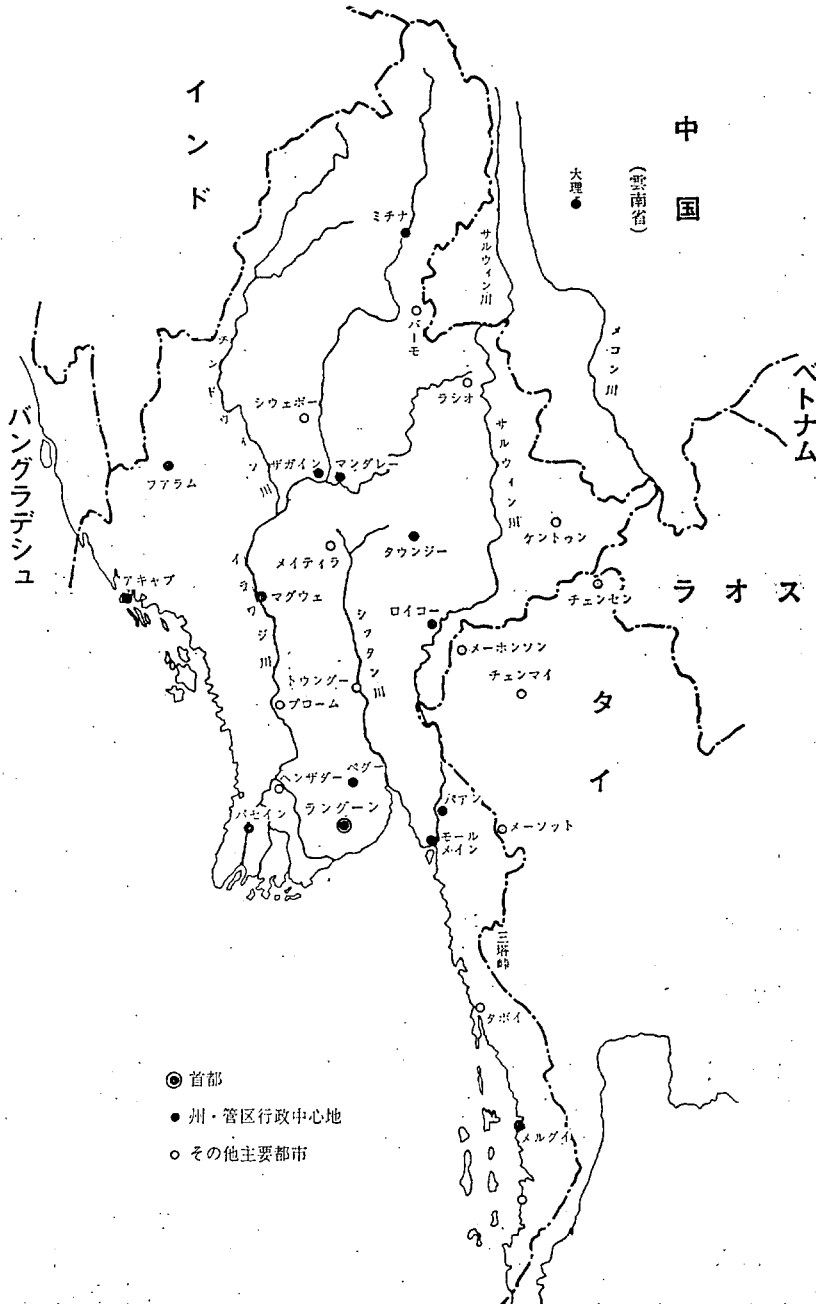 インド
中国
(雲南省)
大理
ミチナ
サルウィン川
バーモ
メコン川
ベトナム
チンドウィン川
シウェボー
ラシオ
サルウィン川
バングラデシュ
ファラム
ザガイン
マンダレー
メイティラ
タウンジー
ケントゥン
アキャブ
マグウェ
イラワジ川
シッタン川
ロイコー
チェンセン
ラオス
メーホンソン
チェンマイ
トウングー
プローム
タイ
ヘンザダー
ペグー
バセイン
ラングーン
パアン
モール
メイン
メーソット
三塔峠
タボイ
メルグイ
首都
州・管区行政中心地
その他主要都市